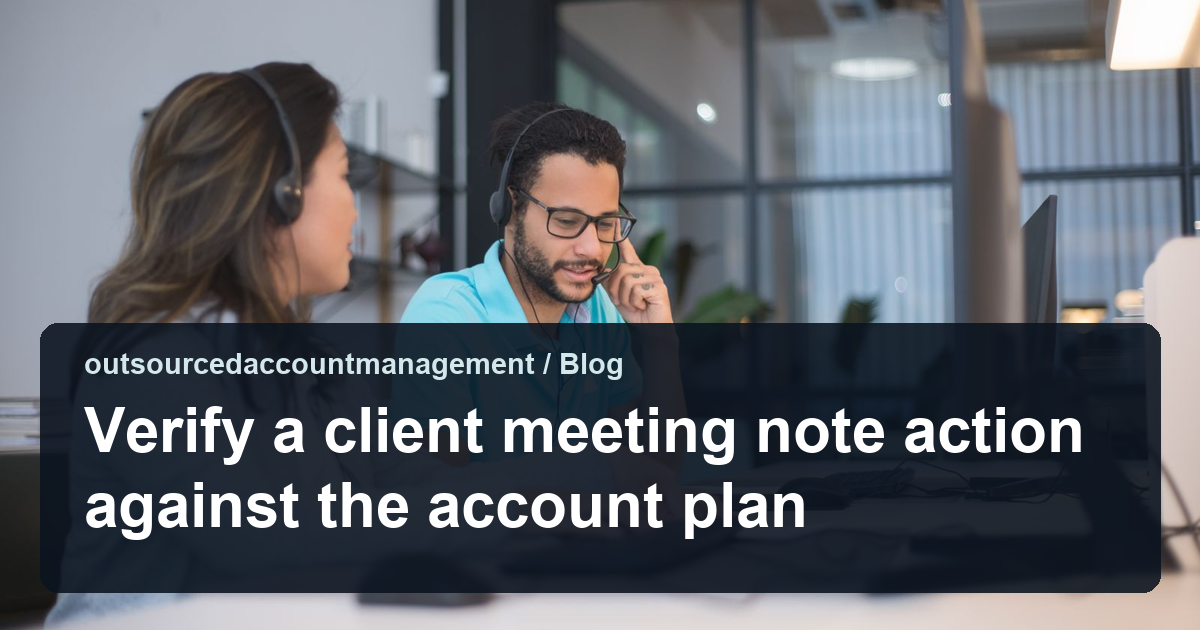 outsourcedaccountmanagement / Blog
Verify a client meeting note action
against the account plan